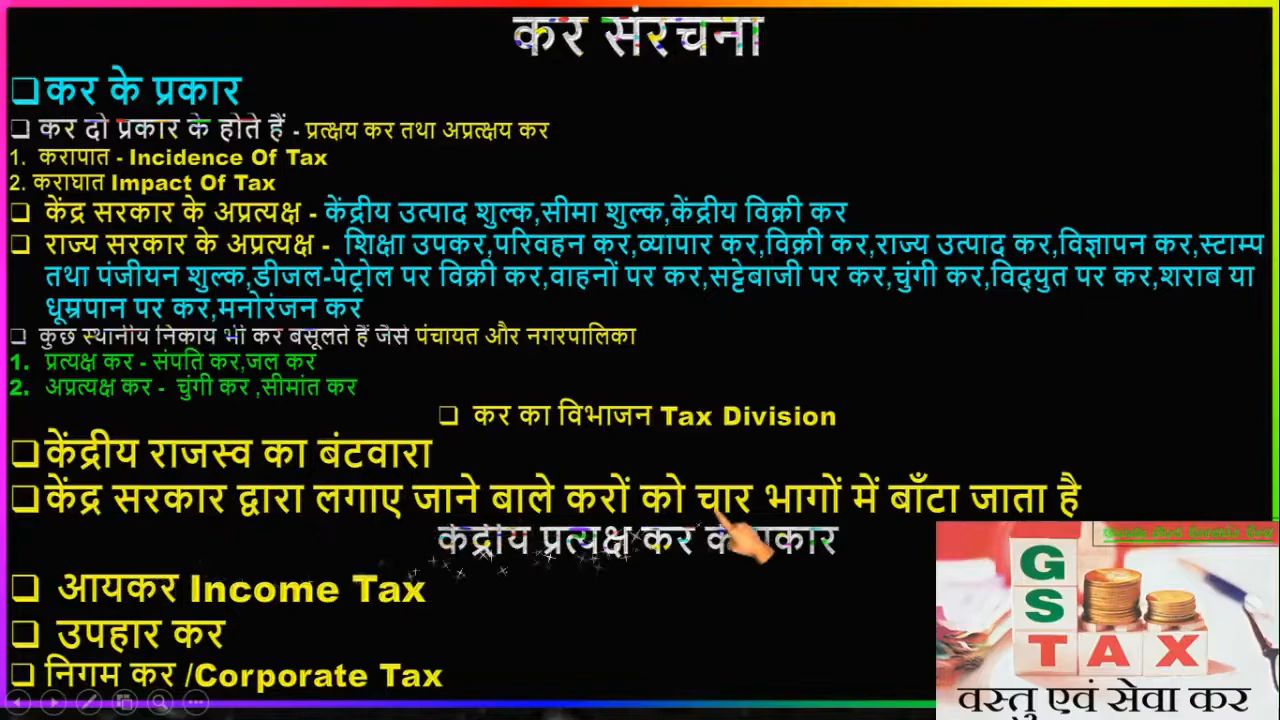 कर संरचना
❑ कर के प्रकार
❑ कर दो प्रकार के होते हैं - प्रत्क्षय कर तथा अप्रत्क्षय कर
1. करापात - Incidence Of Tax
2. कराघात Impact Of Tax
❑ केंद्र सरकार के अप्रत्यक्ष - केंद्रीय उत्पाद शुल्क,सीमा शुल्क,केंद्रीय विक्री कर
❑ राज्य सरकार के अप्रत्यक्ष - शिक्षा उपकर,परिवहन कर,व्यापार कर,विक्री कर,राज्य उत्पाद कर,विज्ञापन कर,स्टाम्प
तथा पंजीयन शुल्क,डीजल-पेट्रोल पर विक्री कर,वाहनों पर कर,सट्टेबाजी पर कर,चुंगी कर,विद्युत पर कर,शराब या
धूम्रपान पर कर,मनोरंजन कर
❑ कुछ स्थानीय निकाय भी कर बसूलते हैं जैसे पंचायत और नगरपालिका
1. प्रत्यक्ष कर - संपति कर,जल कर
2. अप्रत्यक्ष कर - चुंगी कर ,सीमांत कर
❑ कर का विभाजन Tax Division
❑ केंद्रीय राजस्व का बंटवारा
❑ केंद्र सरकार द्वारा लगाए जाने बाले करों को चार भागों में बाँटा जाता है
केंद्रीय प्रत्यक्ष कर के प्रकार
❑ आयकर Income Tax
❑ उपहार कर
❑ निगम कर /Corporate Tax
G
S
TAX
वस्तु एवं सेवा कर